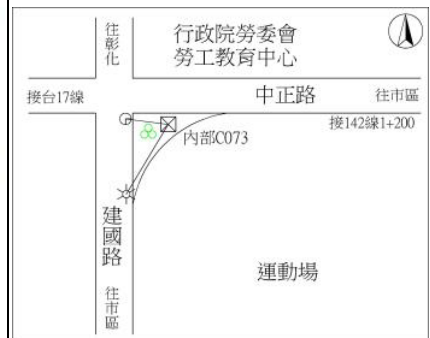 往彰化
行政院勞委會
勞工教育中心
接台17線
中正路
往市區
接142線1+200
內部C073
建國路
運動場
往市區